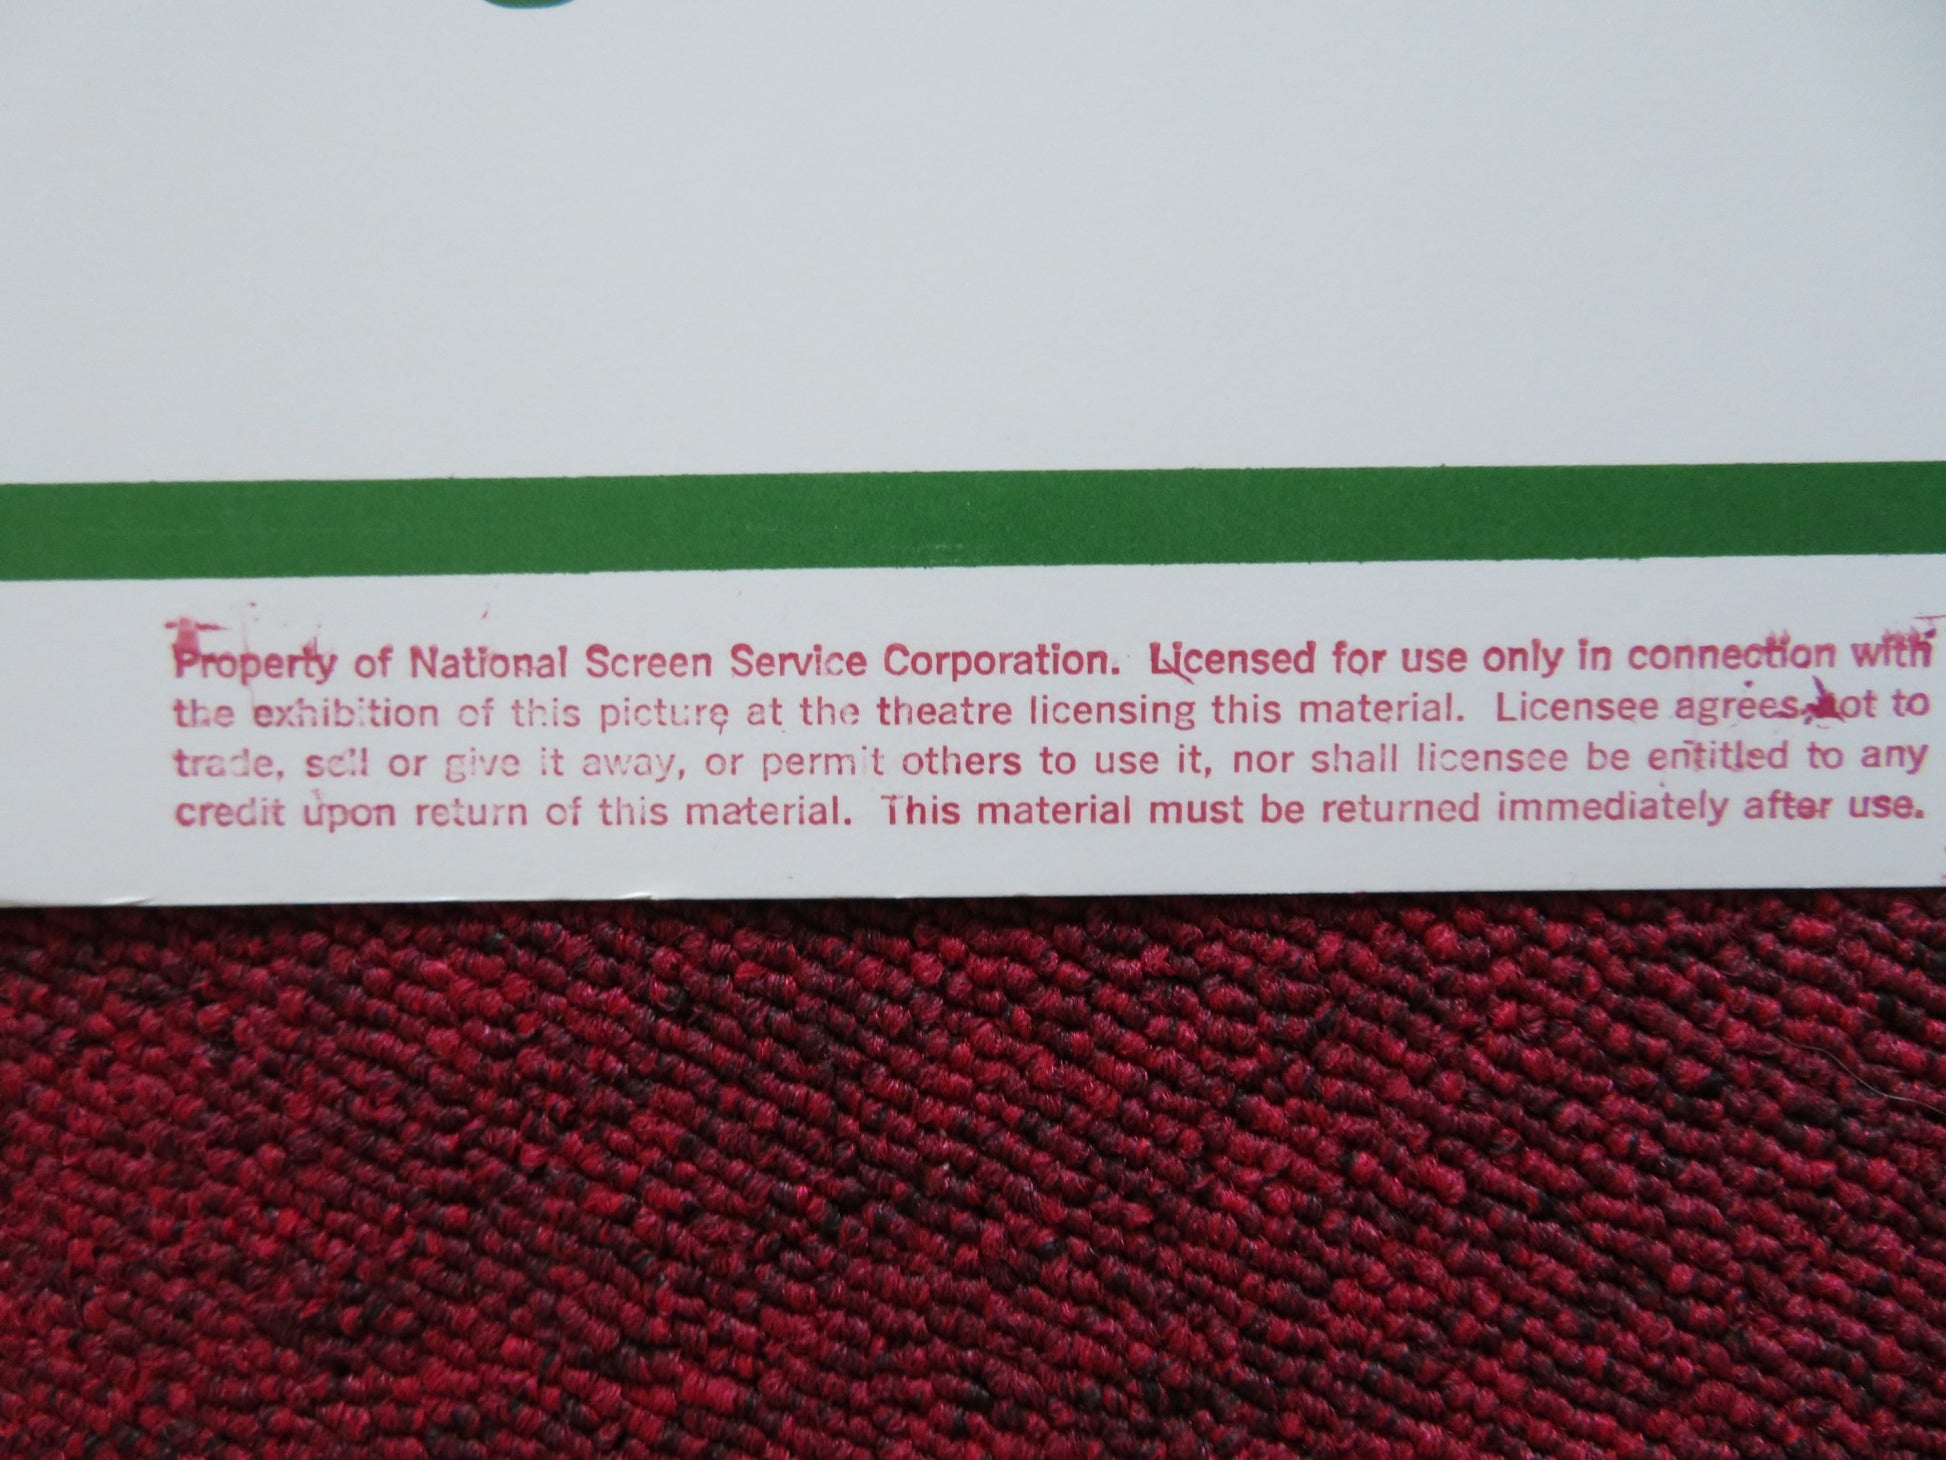 Property of National Screen Service Corporation. Licensed for use only in connection with
the exhibition of this picture at the theatre licensing this material. Licensee agrees not to
trade, sell or give it away, or permit others to use it, nor shall licensee be entitled to any
credit upon return of this material. This material must be returned immediately after use.